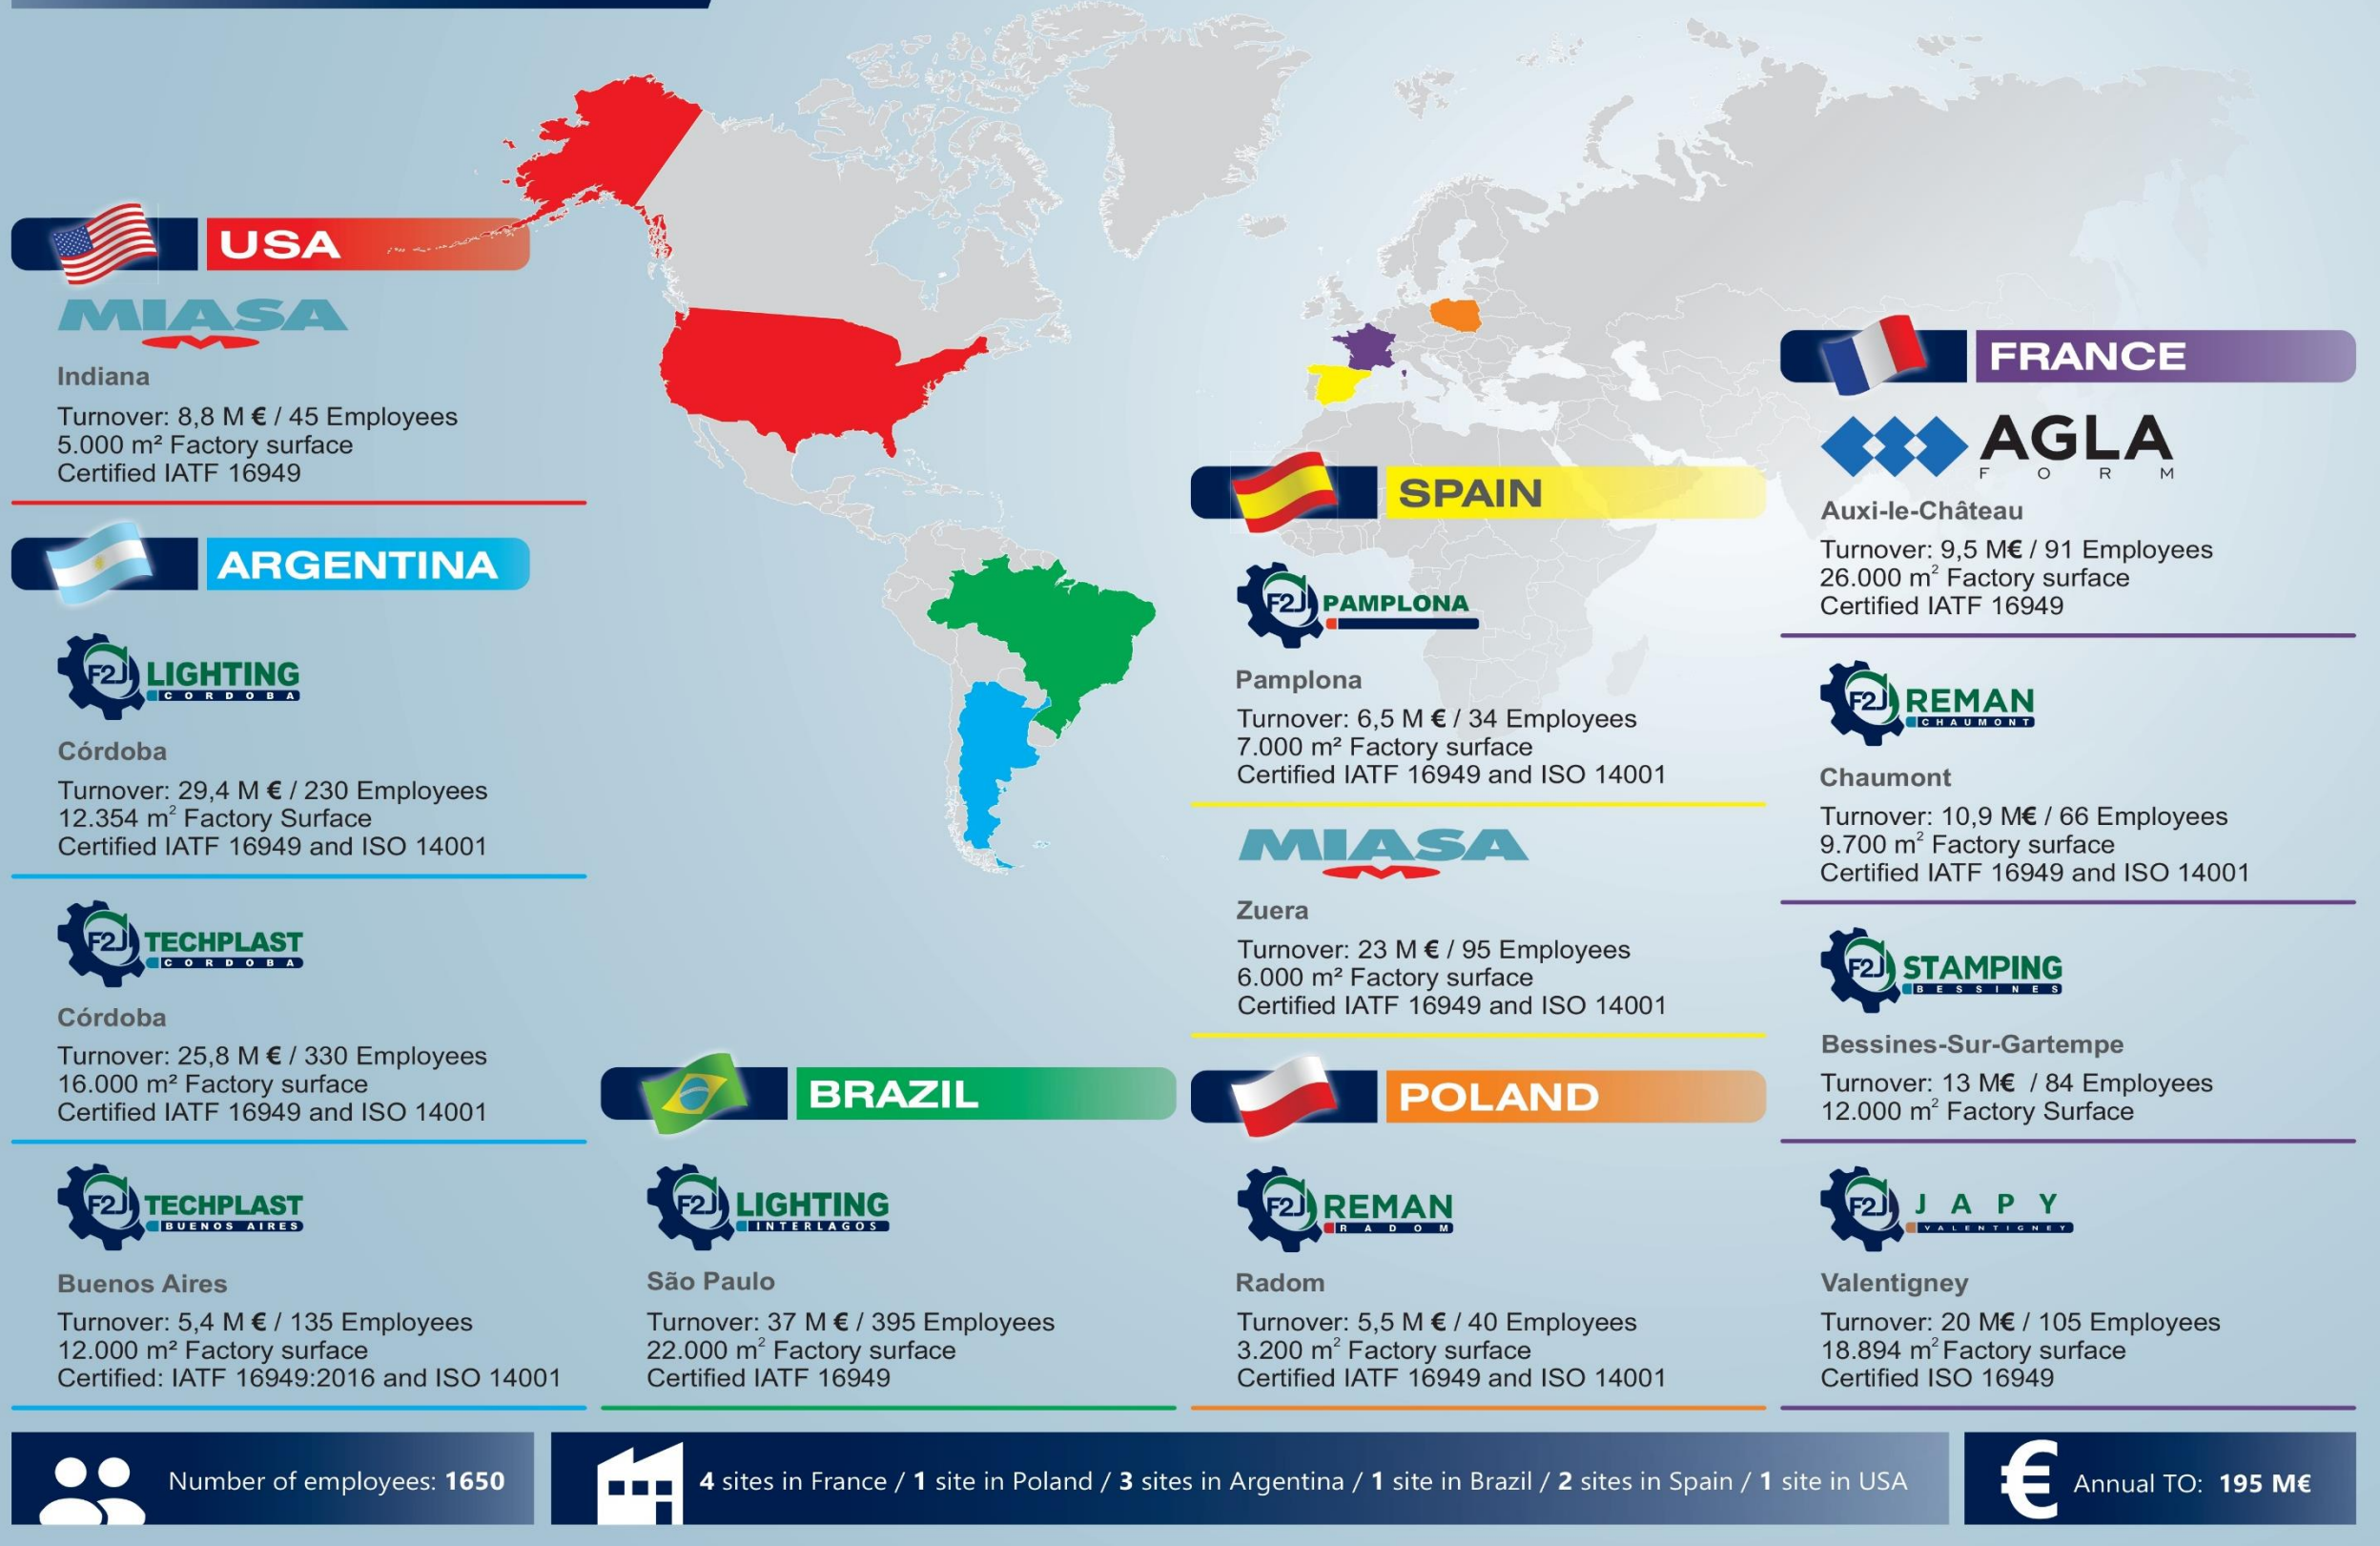 USA
MIASA
Indiana
Turnover: 8,8 M € / 45 Employees
5.000 m² Factory surface
Certified IATF 16949
ARGENTINA
F2J LIGHTING
CORDOBA
Córdoba
Turnover: 29,4 M € / 230 Employees
12.354 m² Factory Surface
Certified IATF 16949 and ISO 14001
F2J TECHPLAST
CORDOBA
Córdoba
Turnover: 25,8 M € / 330 Employees
16.000 m² Factory surface
Certified IATF 16949 and ISO 14001
F2J TECHPLAST
BUENOS AIRES
Buenos Aires
Turnover: 5,4 M € / 135 Employees
12.000 m² Factory surface
Certified: IATF 16949:2016 and ISO 14001
BRAZIL
F2J LIGHTING
INTERLAGOS
São Paulo
Turnover: 37 M € / 395 Employees
22.000 m² Factory surface
Certified IATF 16949
SPAIN
F2J PAMPLONA
Pamplona
Turnover: 6,5 M € / 34 Employees
7.000 m² Factory surface
Certified IATF 16949 and ISO 14001
MIASA
Zuera
Turnover: 23 M € / 95 Employees
6.000 m² Factory surface
Certified IATF 16949 and ISO 14001
POLAND
F2J REMAN
RADOM
Radom
Turnover: 5,5 M € / 40 Employees
3.200 m² Factory surface
Certified IATF 16949 and ISO 14001
FRANCE
AGLA
FORM
Auxi-le-Château
Turnover: 9,5 M€ / 91 Employees
26.000 m² Factory surface
Certified IATF 16949
F2J REMAN
CHAUMONT
Chaumont
Turnover: 10,9 M€ / 66 Employees
9.700 m² Factory surface
Certified IATF 16949 and ISO 14001
F2J STAMPING
BESSINES
Bessines-Sur-Gartempe
Turnover: 13 M€ / 84 Employees
12.000 m² Factory Surface
F2J JAPY
VALENTIGNEY
Valentigney
Turnover: 20 M€ / 105 Employees
18.894 m² Factory surface
Certified ISO 16949
Number of employees: 1650
4 sites in France / 1 site in Poland / 3 sites in Argentina / 1 site in Brazil / 2 sites in Spain / 1 site in USA
€ Annual TO: 195 M€